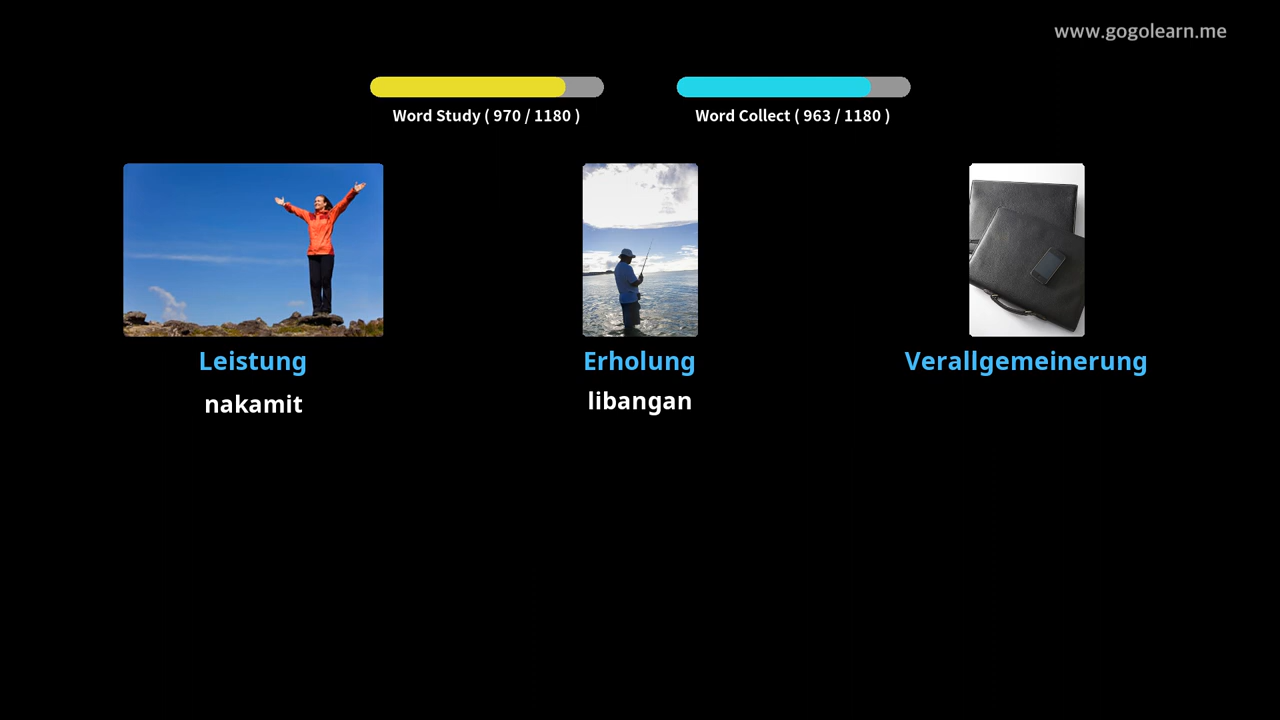 www.gogolearn.me
Word Study ( 970 / 1180 )
Word Collect ( 963 / 1180 )
Leistung
Erholung
Verallgemeinerung
nakamit
libangan